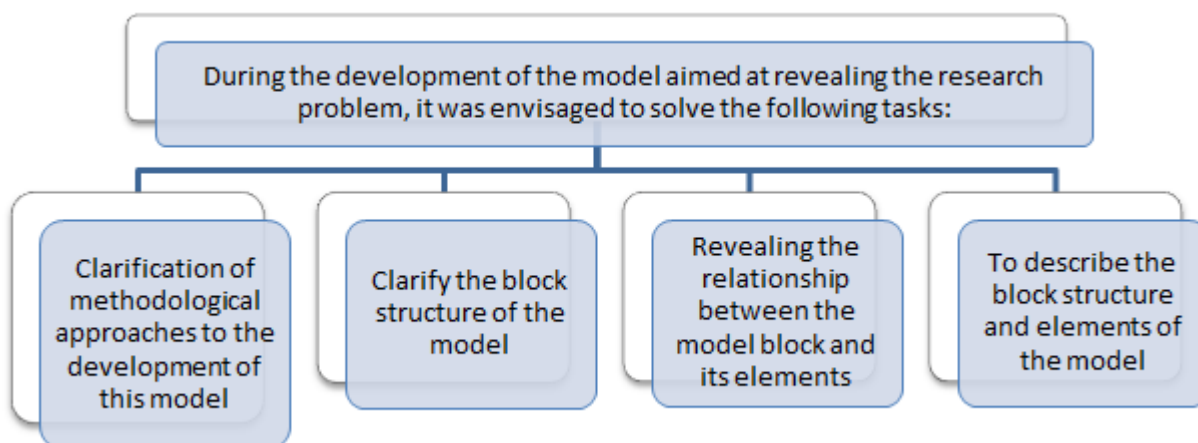 During the development of the model aimed at revealing the research
problem, it was envisaged to solve the following tasks:
Clarification of
methodological
approaches to the
development of
this model
Clarify the block
structure of the
model
Revealing the
relationship
between the
model block and
its elements
To describe the
block structure
and elements of
the model